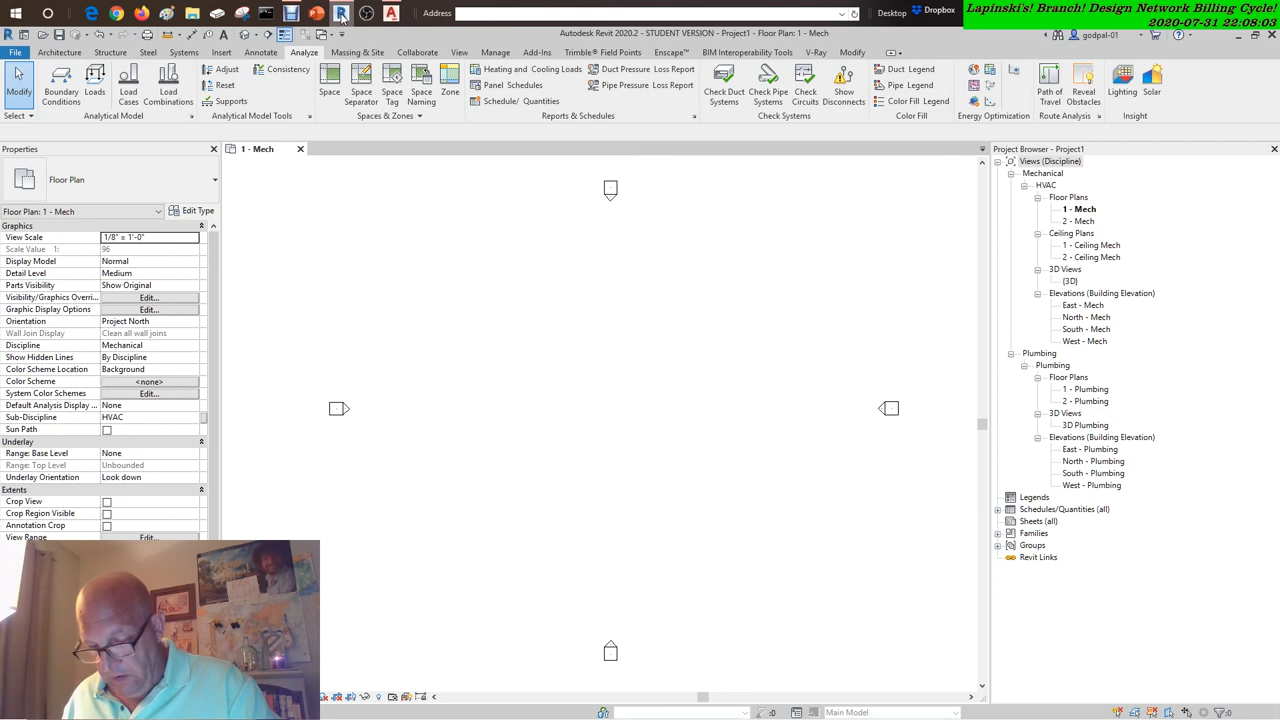 Address
Desktop
Dropbox
Lapinski's! Branch! Design Network Billing Cycle!
2020-07-31 22:08:03
Autodesk Revit 2020.2 - STUDENT VERSION - Project1 - Floor Plan: 1 - Mech
godpal-01
File Architecture Structure Steel Systems Insert Annotate Analyze Massing & Site Collaborate View Manage Add-Ins Trimble® Field Points Enscape™ BIM Interoperability Tools V-Ray Modify
Modify
Select
Boundary Conditions
Loads
Load Cases
Load Combinations
Analytical Model
Adjust
Reset
Supports
Consistency
Analytical Model Tools
Space
Space Separator
Space Tag
Space Naming
Zone
Spaces & Zones
Heating and Cooling Loads
Panel Schedules
Schedule/ Quantities
Duct Pressure Loss Report
Pipe Pressure Loss Report
Reports & Schedules
Check Duct Systems
Check Pipe Systems
Check Circuits
Show Disconnects
Check Systems
Duct Legend
Pipe Legend
Color Fill Legend
Color Fill
Energy Optimization
Path of Travel
Reveal Obstacles
Route Analysis
Lighting
Solar
Insight
Properties
Floor Plan
Floor Plan: 1 - Mech
Edit Type
Graphics
View Scale 1/8" = 1'-0"
Scale Value 1: 96
Display Model Normal
Detail Level Medium
Parts Visibility Show Original
Visibility/Graphics Overri... Edit...
Graphic Display Options Edit...
Orientation Project North
Wall Join Display Clean all wall joins
Discipline Mechanical
Show Hidden Lines By Discipline
Color Scheme Location Background
Color Scheme <none>
System Color Schemes Edit...
Default Analysis Display ... None
Sub-Discipline HVAC
Sun Path
Underlay
Range: Base Level None
Range: Top Level Unbounded
Underlay Orientation Look down
Extents
Crop View
Crop Region Visible
Annotation Crop
View Range Edit...
1 - Mech
Project Browser - Project1
Views (Discipline)
Mechanical
HVAC
Floor Plans
1 - Mech
2 - Mech
Ceiling Plans
1 - Ceiling Mech
2 - Ceiling Mech
3D Views
{3D}
Elevations (Building Elevation)
East - Mech
North - Mech
South - Mech
West - Mech
Plumbing
Plumbing
Floor Plans
1 - Plumbing
2 - Plumbing
3D Views
3D Plumbing
Elevations (Building Elevation)
East - Plumbing
North - Plumbing
South - Plumbing
West - Plumbing
Legends
Schedules/Quantities (all)
Sheets (all)
Families
Groups
Revit Links
:0
Main Model
:0